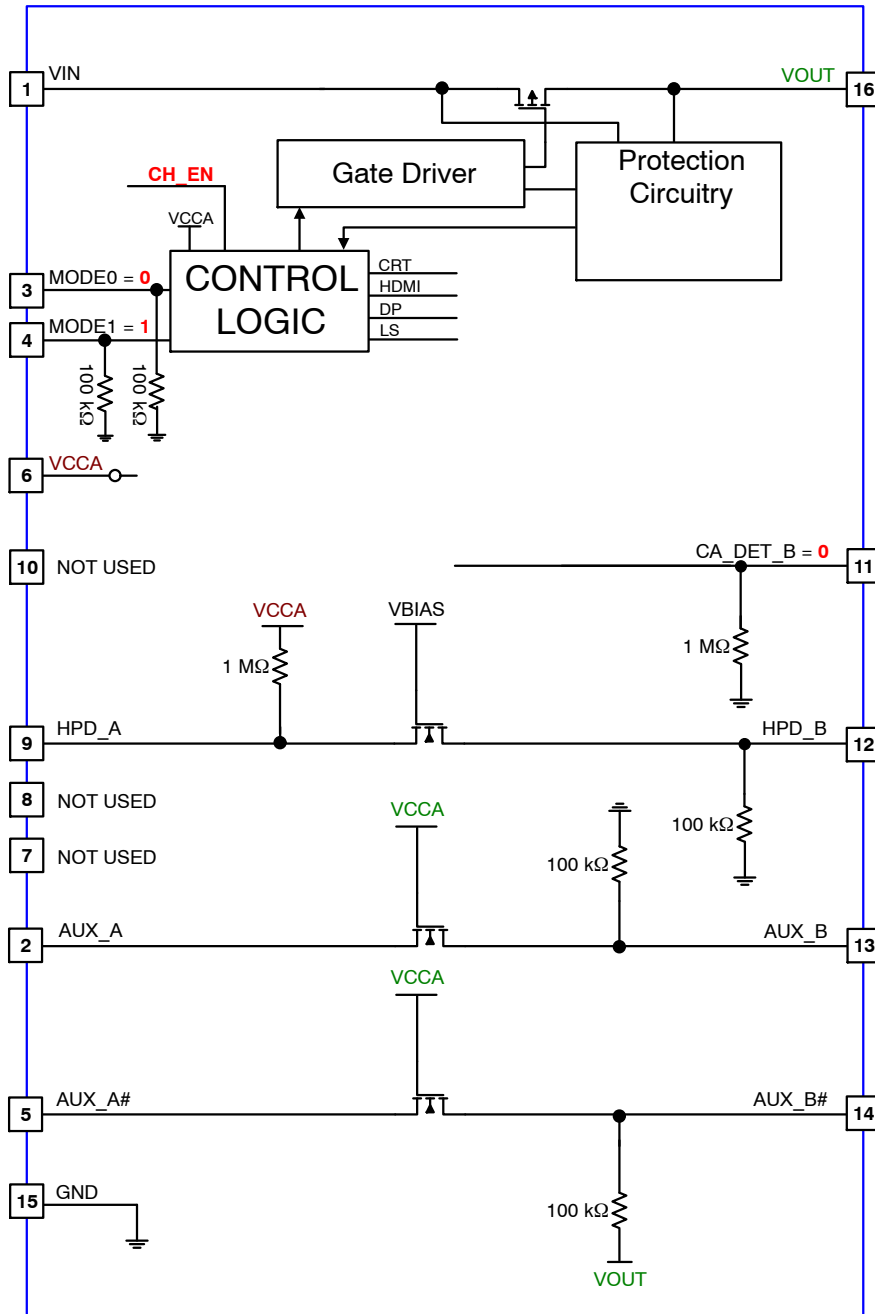 VIN
VOUT
1
16
Gate Driver
Protection
Circuitry
CH_EN
VCCA
CONTROL
LOGIC
CRT
HDMI
DP
LS
3
MODE0 = 0
4
MODE1 = 1
100 kΩ
100 kΩ
6
VCCA
10
NOT USED
CA_DET_B = 0
11
VCCA
VBIAS
1 MΩ
1 MΩ
9
HPD_A
HPD_B
12
8
NOT USED
VCCA
100 kΩ
7
NOT USED
100 kΩ
2
AUX_A
AUX_B
13
VCCA
5
AUX_A#
AUX_B#
14
15
GND
100 kΩ
VOUT